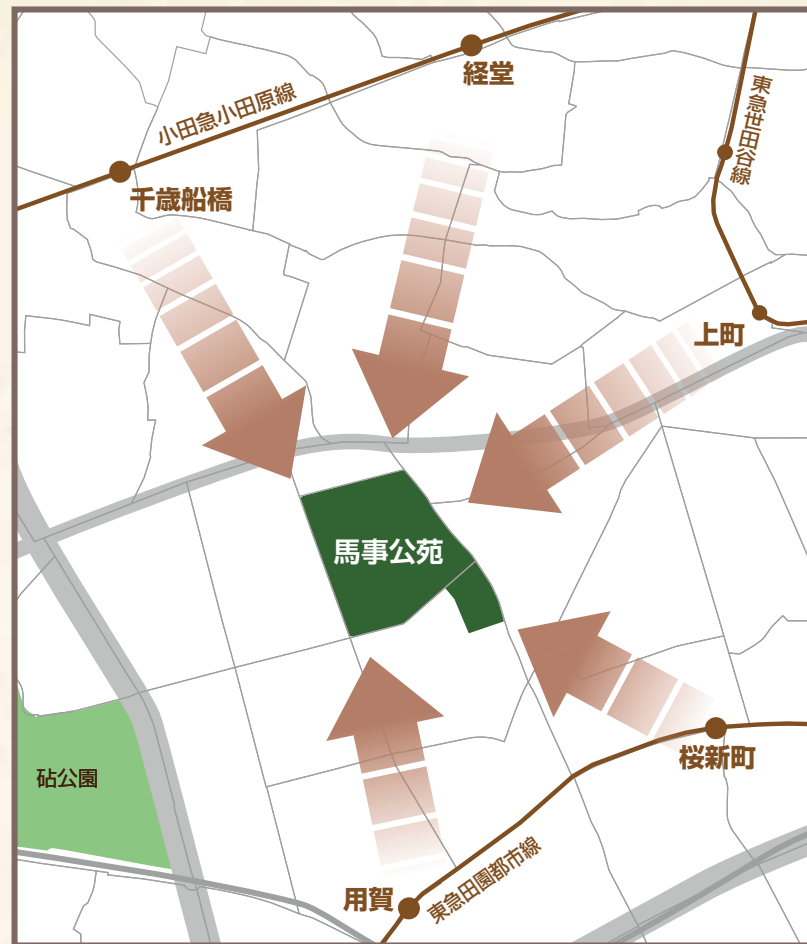 経堂
小田急小田原線
東急世田谷線
千歳船橋
上町
馬事公苑
桜新町
砧公園
東急田園都市線
用賀